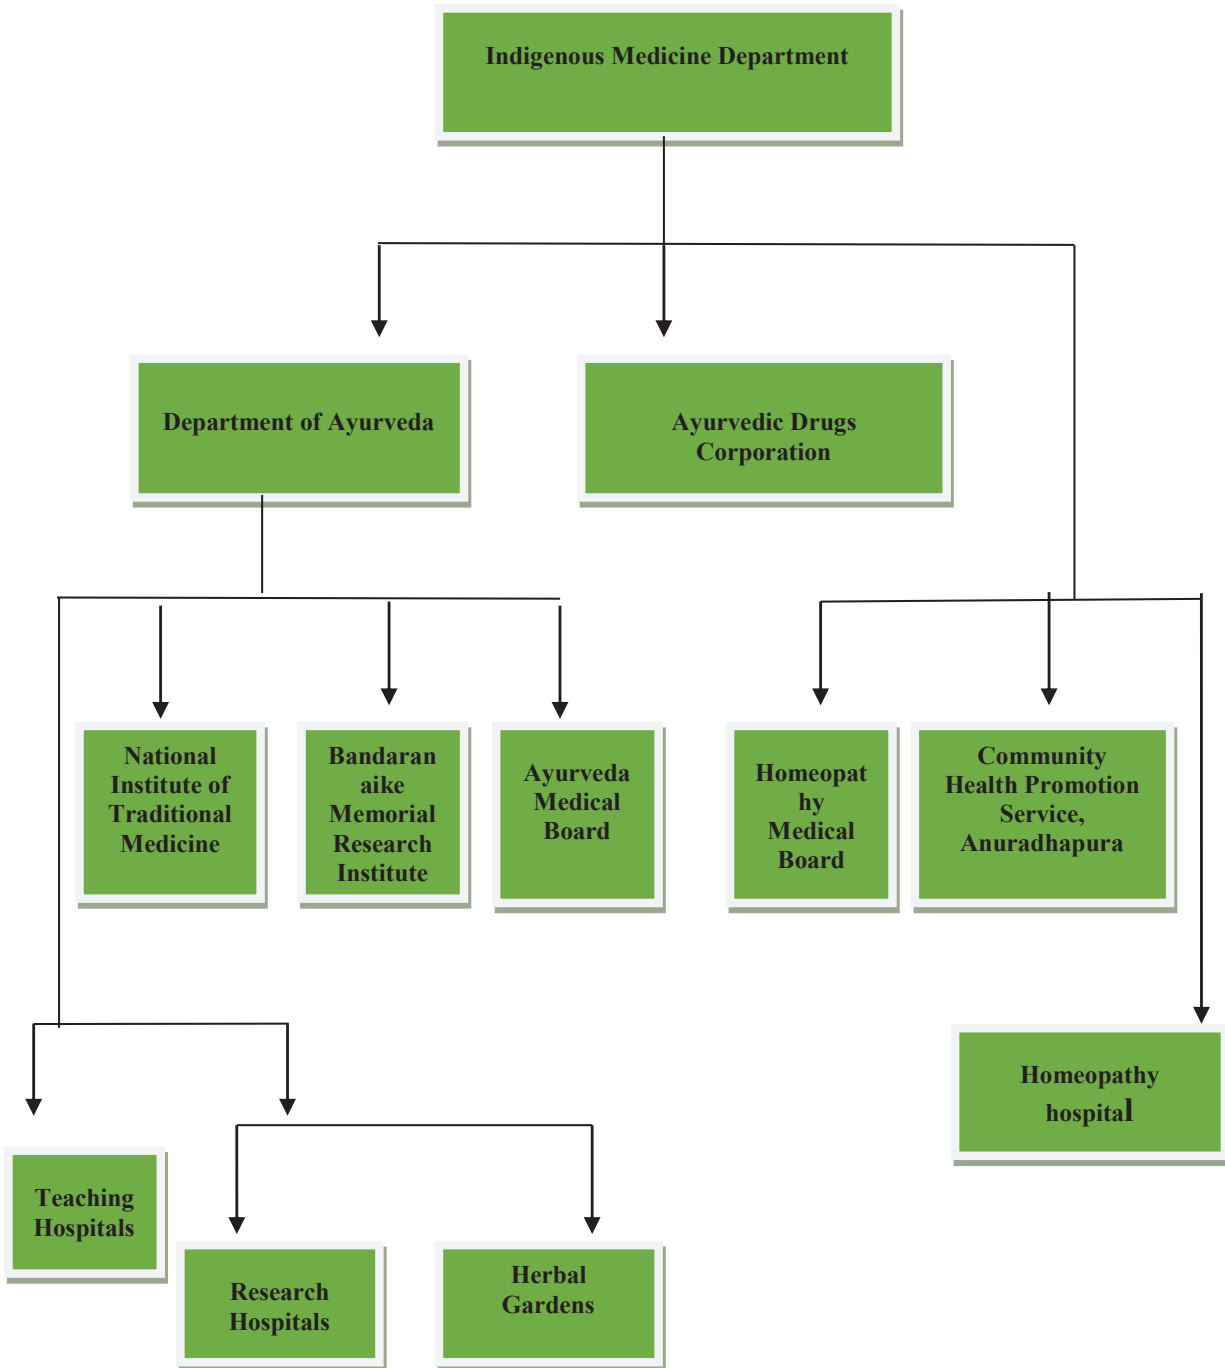 Indigenous Medicine Department
Department of Ayurveda
Ayurvedic Drugs
Corporation
National
Institute of
Traditional
Medicine
Bandaran
aike
Memorial
Research
Institute
Ayurveda
Medical
Board
Homeopat
hy
Medical
Board
Community
Health Promotion
Service,
Anuradhapura
Homeopathy
hospital
Teaching
Hospitals
Research
Hospitals
Herbal
Gardens